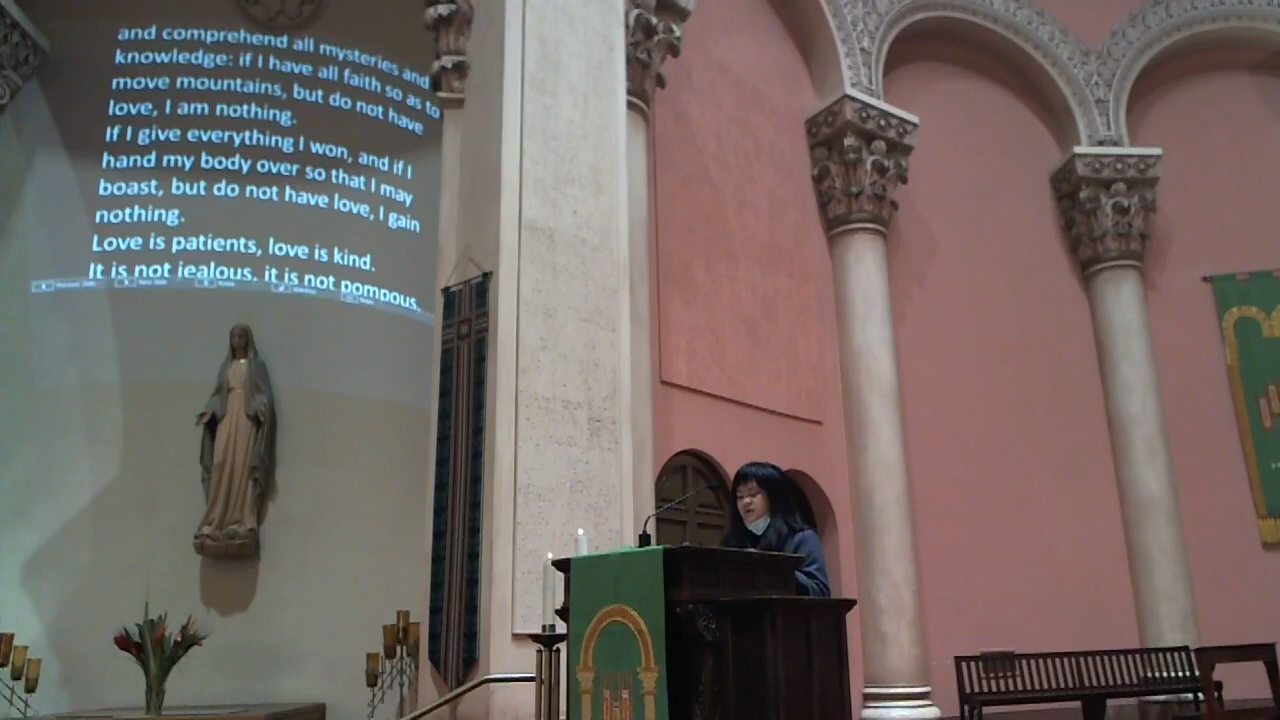 and comprehend all mysteries and
knowledge: if I have all faith so as to
move mountains, but do not have
love, I am nothing.
If I give everything I won, and if I
hand my body over so that I may
boast, but do not have love, I gain
nothing.
Love is patients, love is kind.
It is not jealous. it is not pompous.